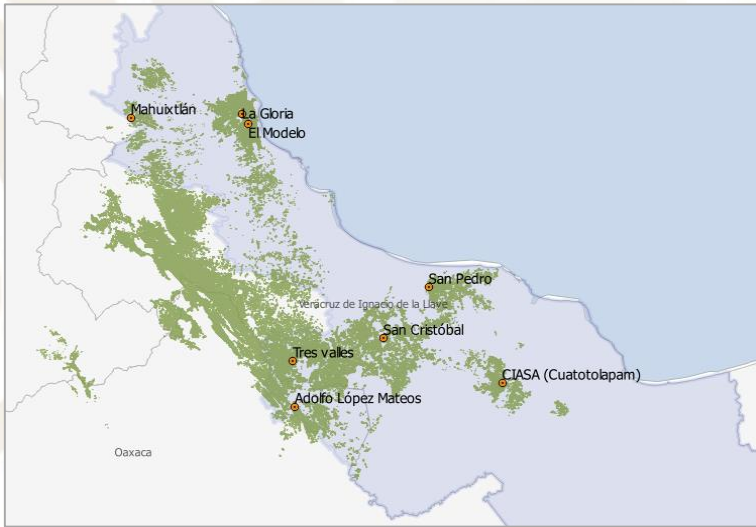 Mahuixtlán
La Gloria
El Modelo
San Pedro
Veracruz de Ignacio de la Llave
San Cristóbal
Tres valles
CIASA (Cuatotolapam)
Adolfo López Mateos
Oaxaca